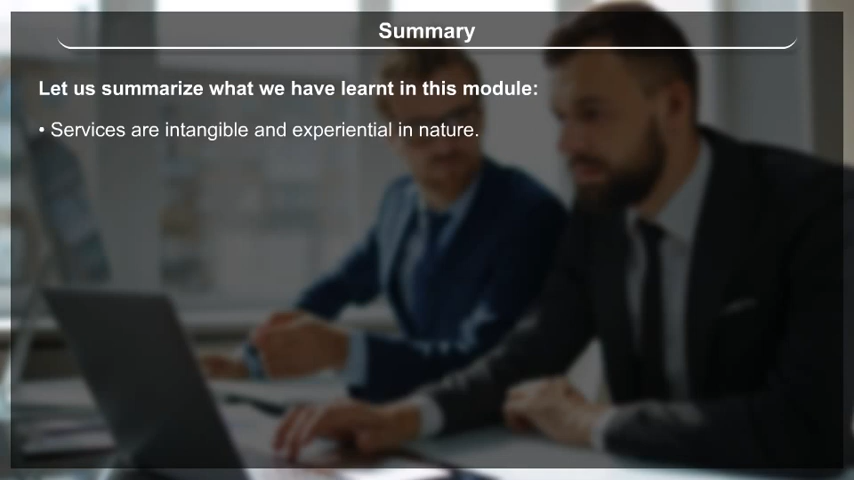 Summary
Let us summarize what we have learnt in this module:
• Services are intangible and experiential in nature.